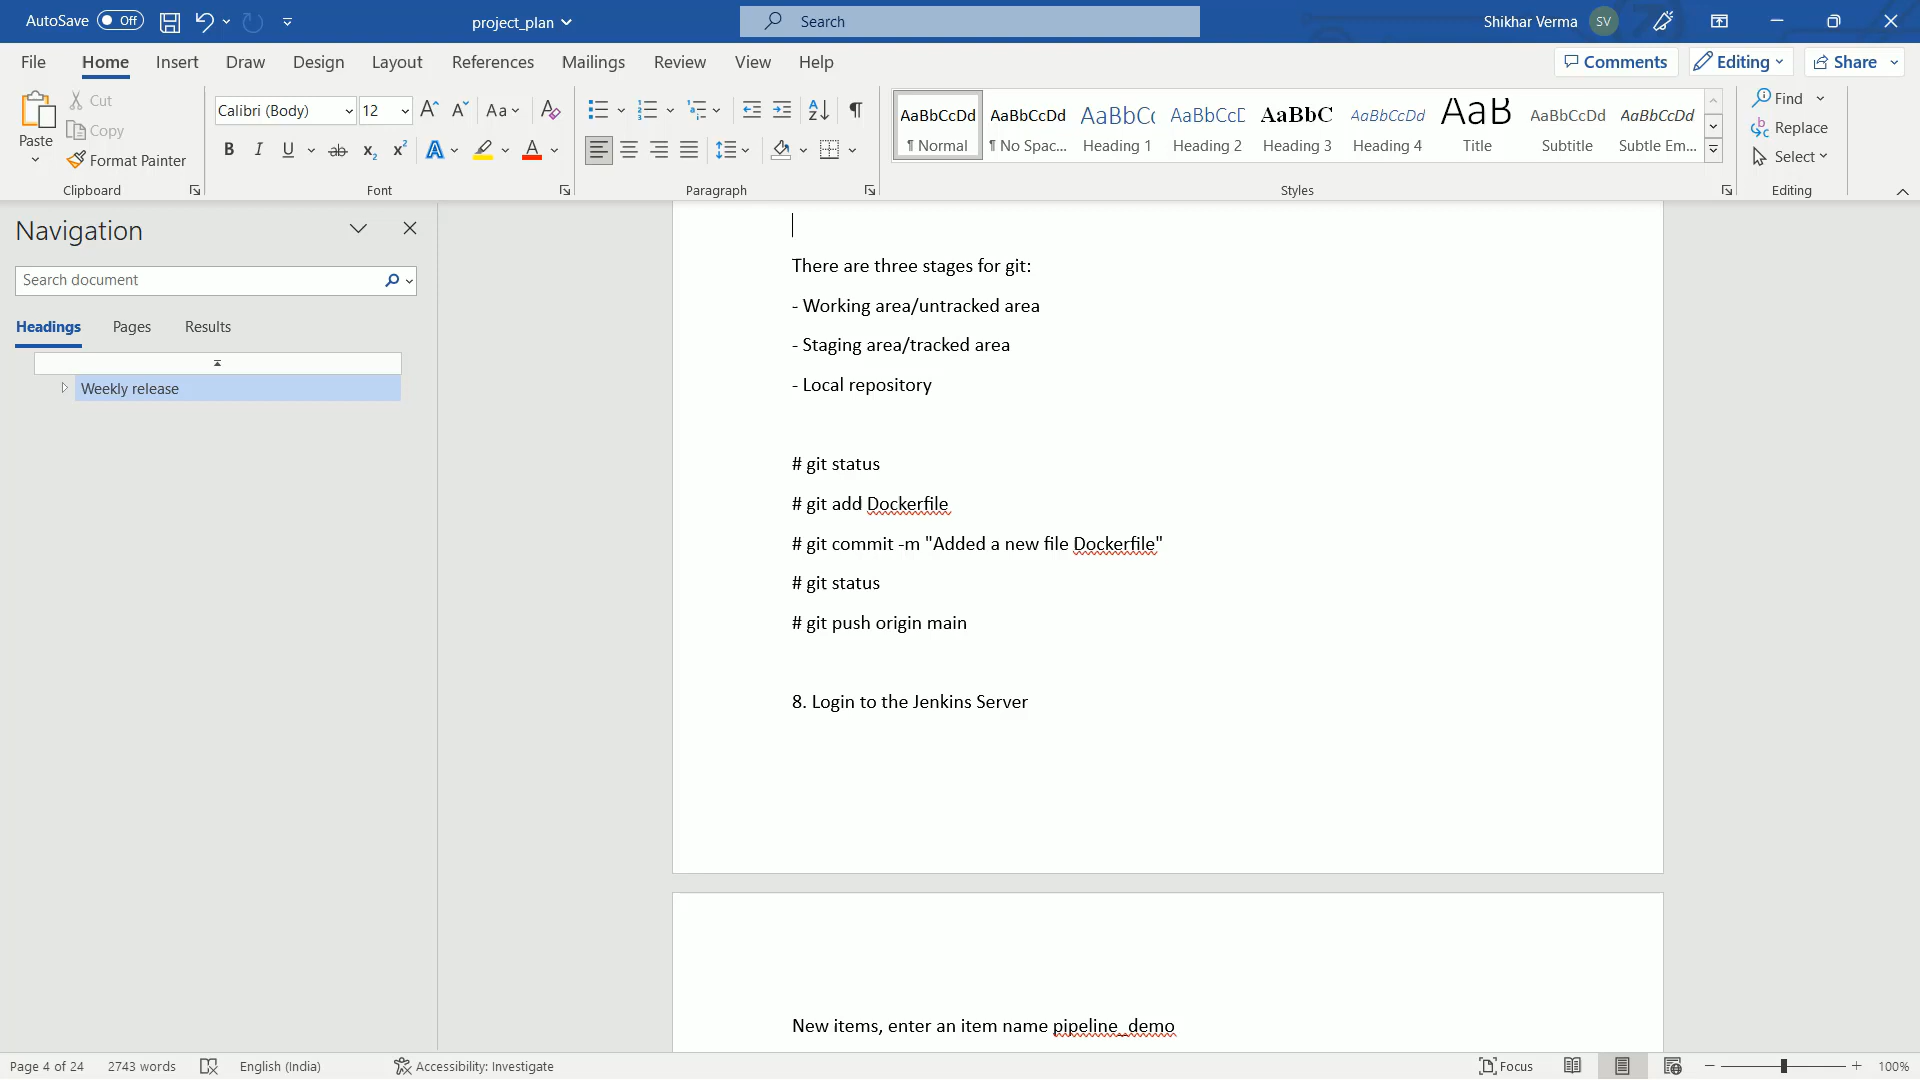 AutoSave Off project_plan Search Shikhar Verma SV
File Home Insert Draw Design Layout References Mailings Review View Help Comments Editing Share
Paste Cut Copy Format Painter Clipboard
Calibri (Body) 12 Aa B I U ab x₂ x² A A Font
Paragraph
AaBbCcDd ¶ Normal
AaBbCcDd ¶ No Spac...
AaBbCc Heading 1
AaBbCcD Heading 2
AaBbC Heading 3
AaBbCcDd Heading 4
AaB Title
AaBbCcDd Subtitle
AaBbCcDd Subtle Em...
Styles
Find
Replace
Select
Editing
Navigation
Search document
Headings Pages Results
Weekly release
There are three stages for git:
- Working area/untracked area
- Staging area/tracked area
- Local repository
# git status
# git add Dockerfile
# git commit -m "Added a new file Dockerfile"
# git status
# git push origin main
8. Login to the Jenkins Server
New items, enter an item name pipeline_demo
Page 4 of 24 2743 words English (India) Accessibility: Investigate Focus 100%